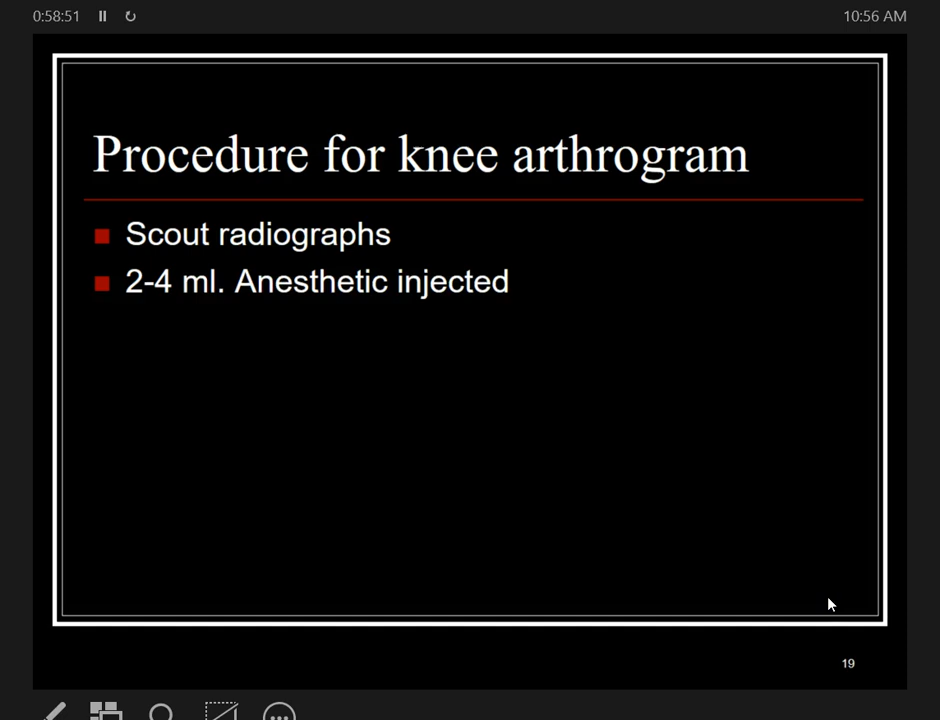 0:58:51
10:56 AM
Procedure for knee arthrogram
Scout radiographs
2-4 ml. Anesthetic injected
19